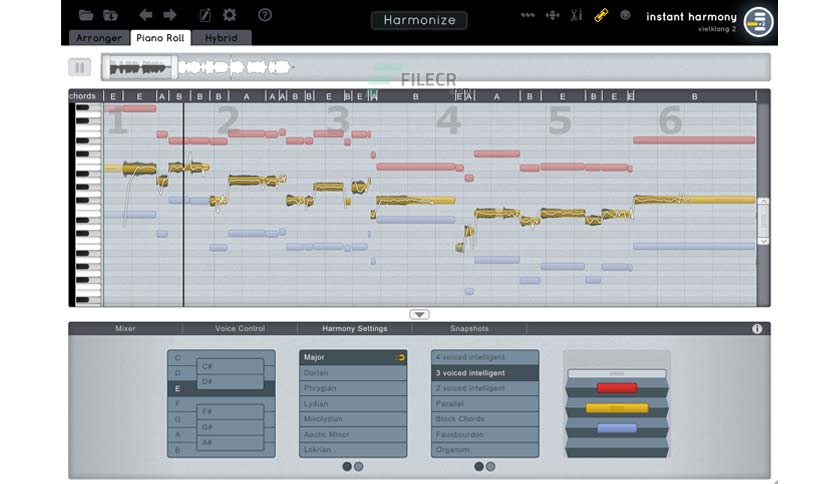 Harmonize
instant harmony
vielklang 2
Arranger Piano Roll Hybrid
FILECR
chords E E A B B B A A A B B E B E A B E A A B E B E E B
1 2 3 4 5 6
Mixer Voice Control Harmony Settings Snapshots
C
C#
D
D#
E
F
F#
G
G#
A
A#
B
Major
Dorian
Phrygian
Lydian
Mixolydian
Aeolic Minor
Lokrian
4 voiced intelligent
3 voiced intelligent
2 voiced intelligent
Parallel
Block Chords
Fauxbourdon
Organum